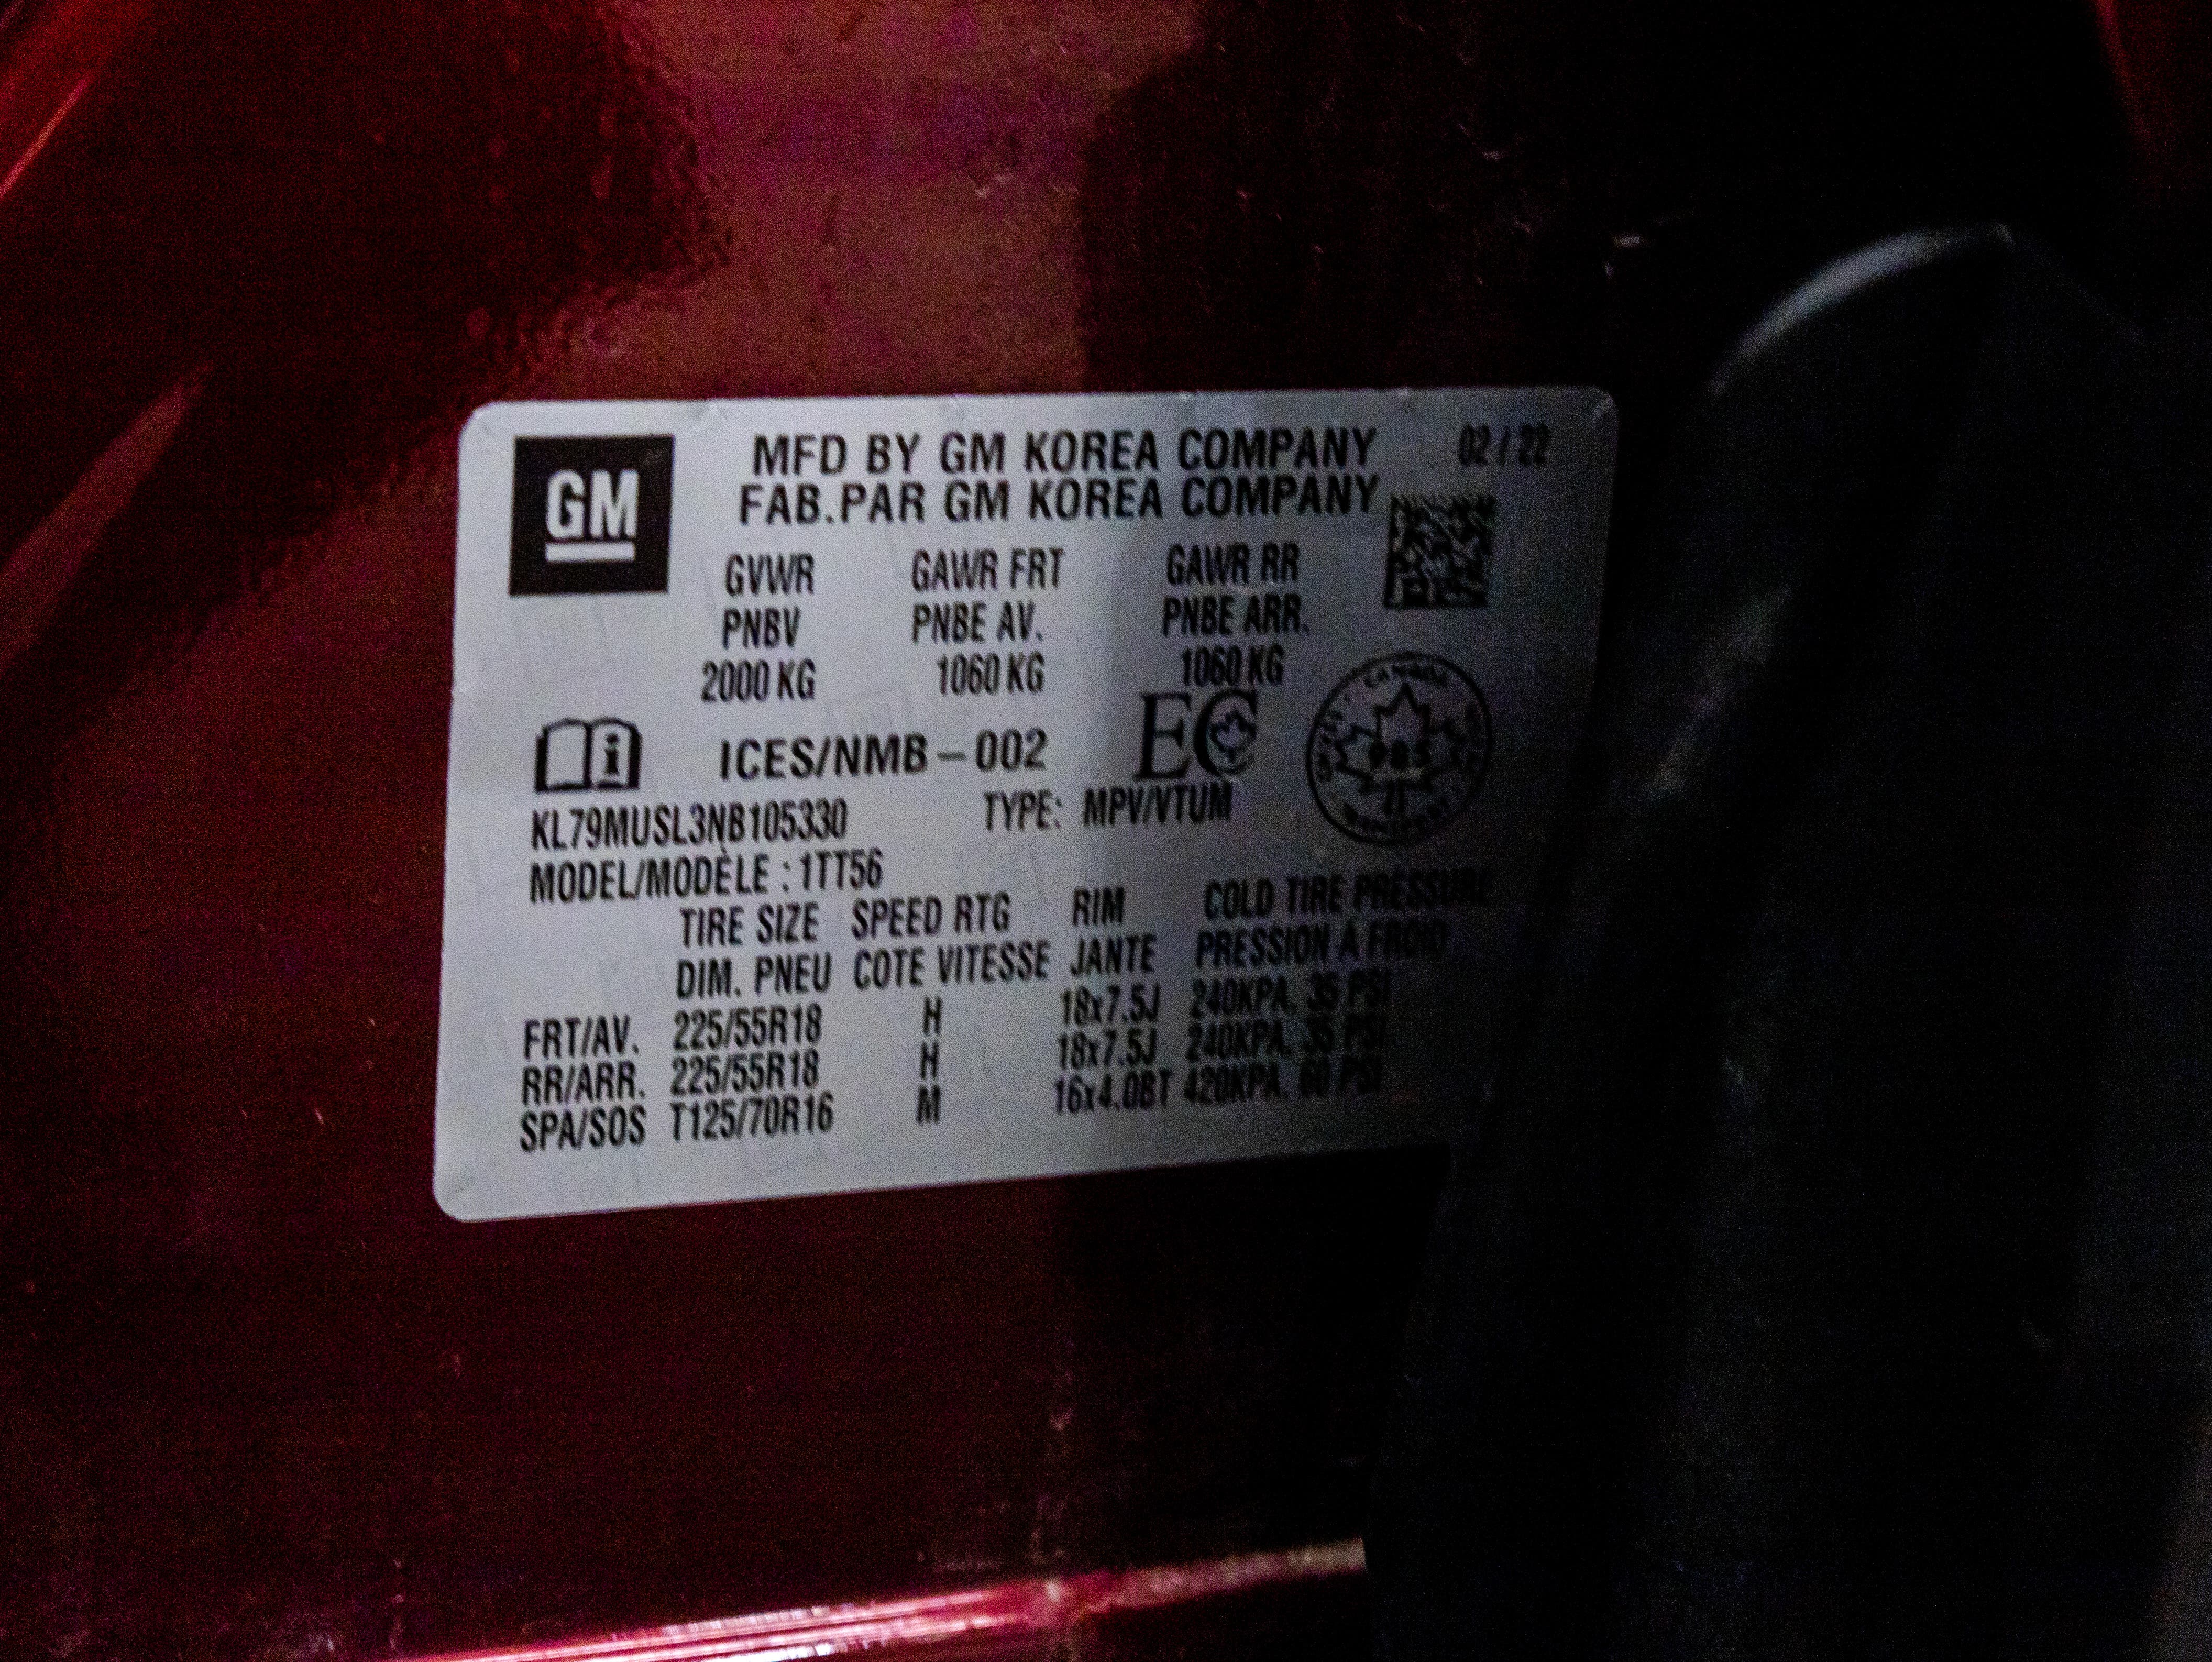 GM
MFD BY GM KOREA COMPANY 02 / 22
FAB.PAR GM KOREA COMPANY
GVWR GAWR FRT GAWR RR
PNBV PNBE AV. PNBE ARR.
2000 KG 1060 KG 1060 KG
ICES/NMB-002 EC
CANADA
985
KL79MUSL3NB105330 TYPE: MPV/VTUM
MODEL/MODÈLE : 1TT56
TIRE SIZE SPEED RTG RIM COLD TIRE PRESSURE
DIM. PNEU COTE VITESSE JANTE PRESSION A FROID
FRT/AV. 225/55R18 H 18x7.5J 240KPA, 35 PSI
RR/ARR. 225/55R18 H 18x7.5J 240KPA, 35 PSI
SPA/SOS T125/70R16 M 16x4.0BT 420KPA, 60 PSI